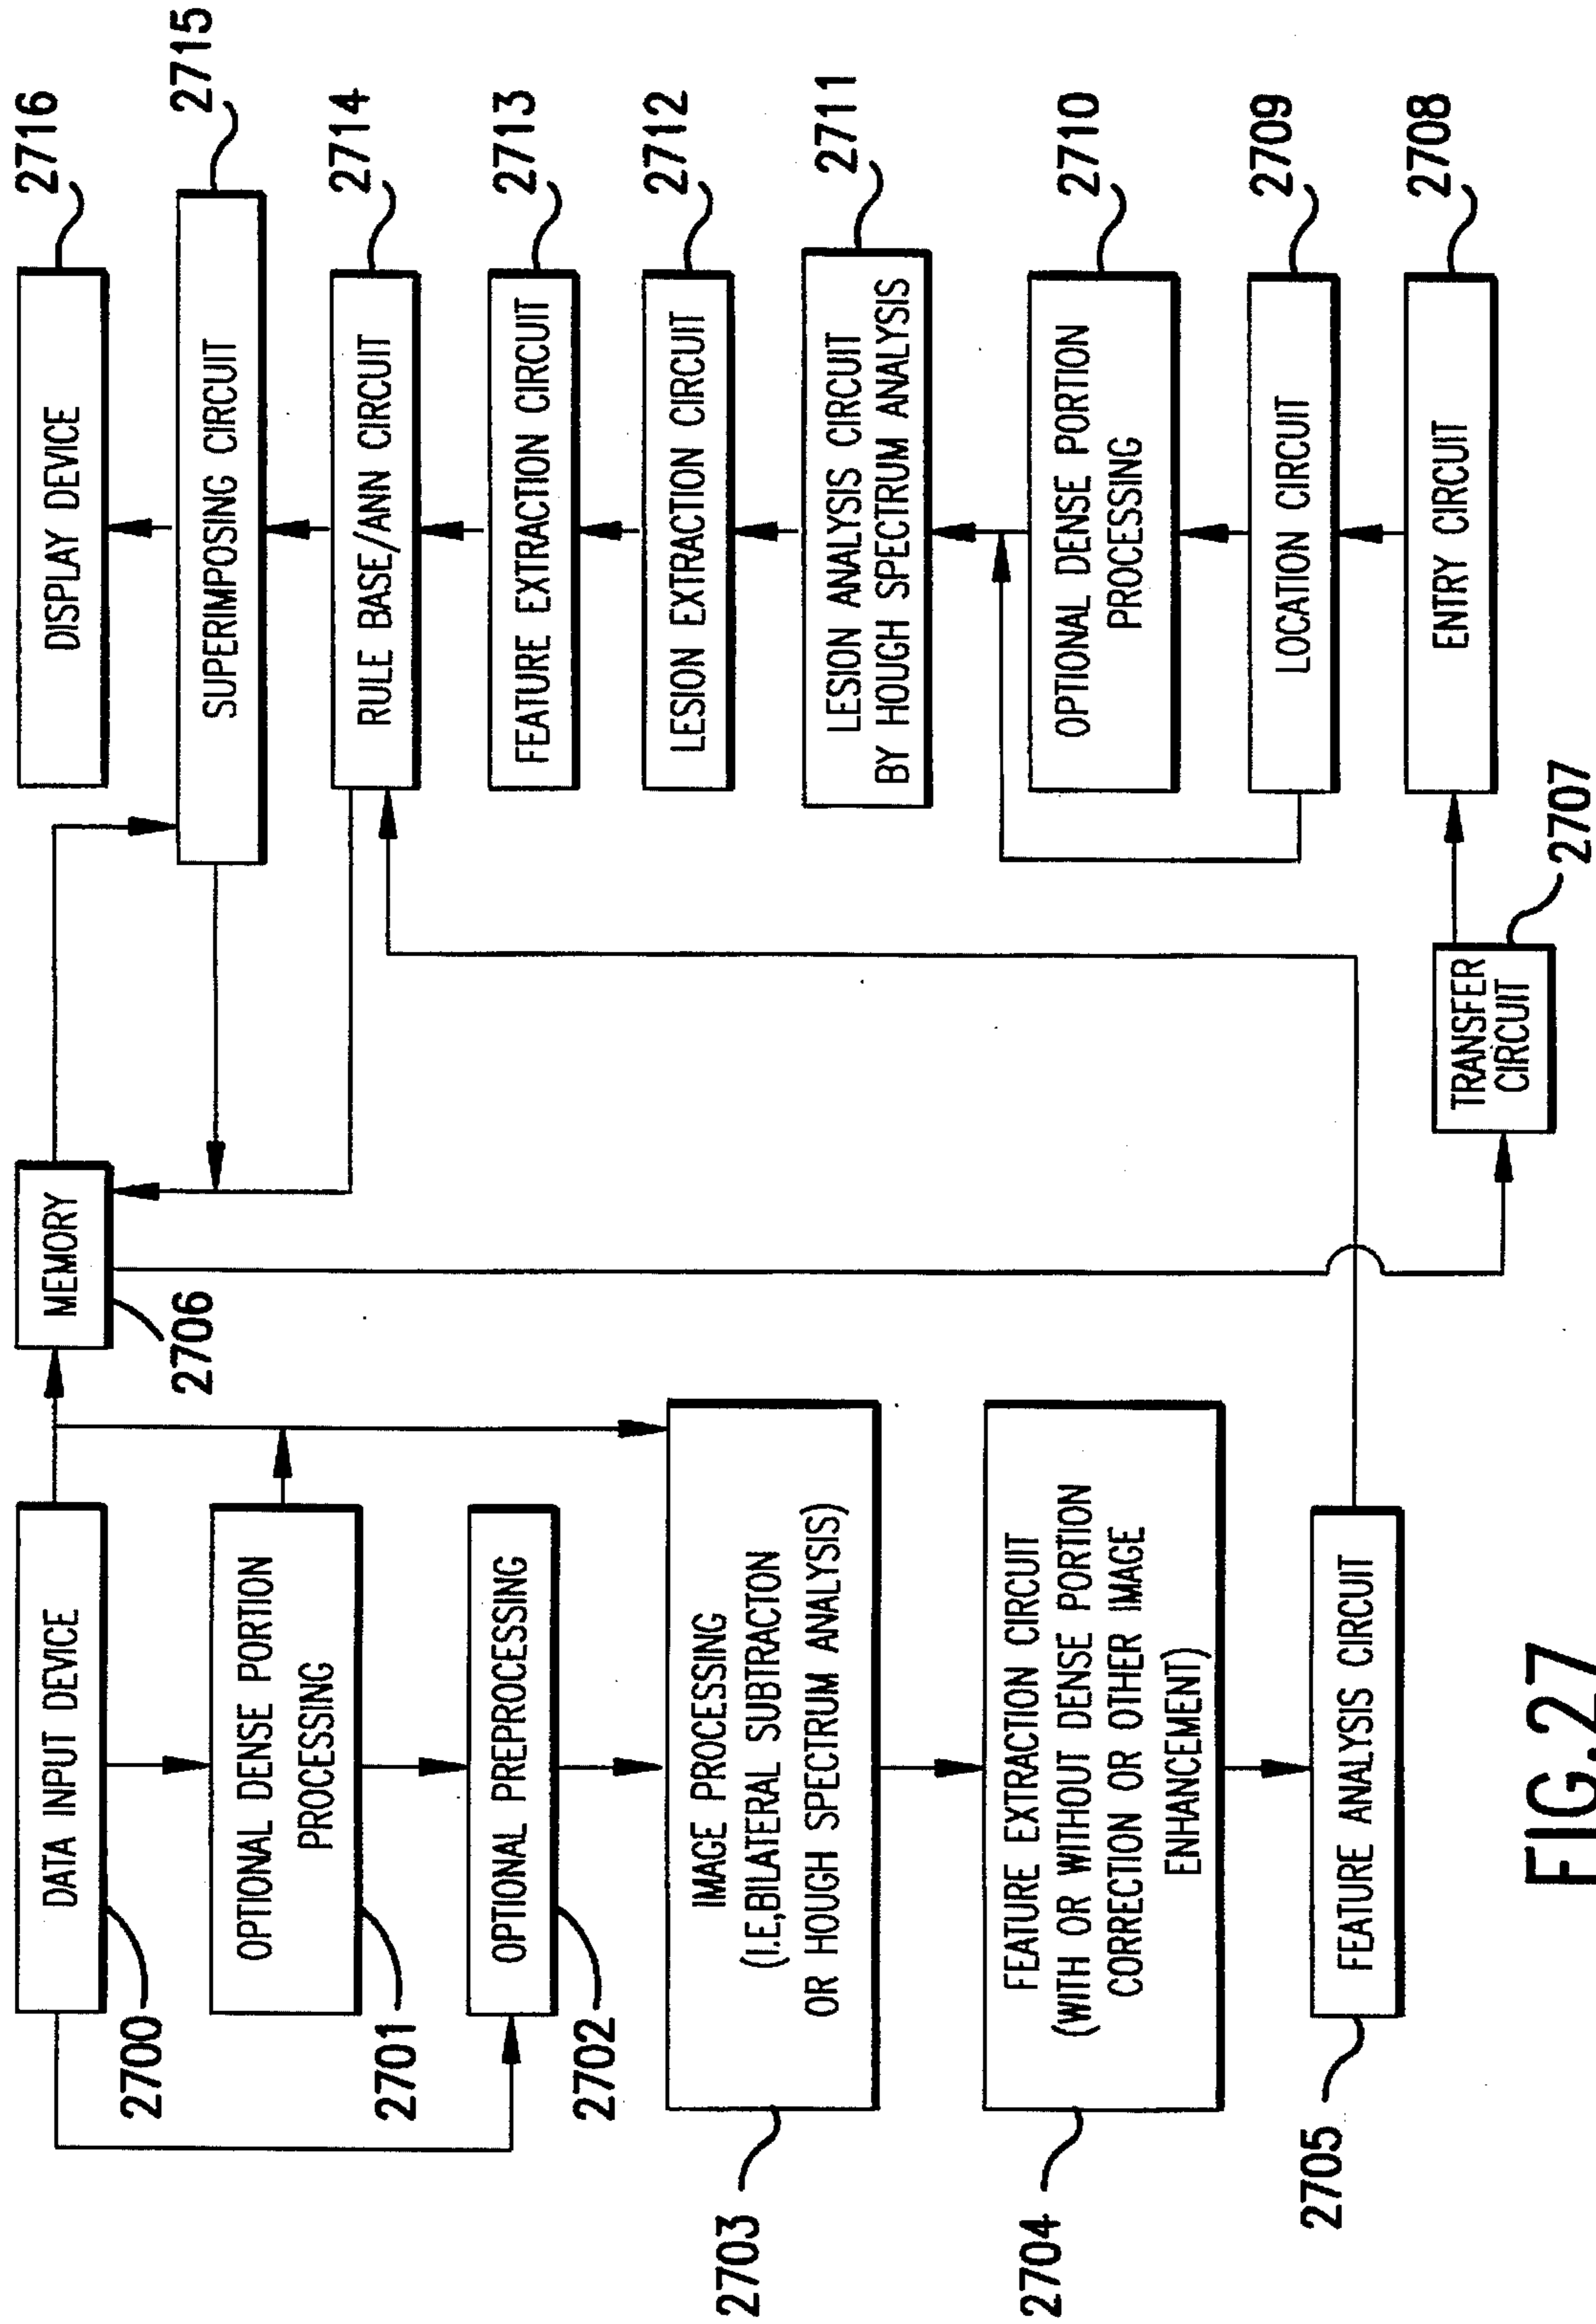 DATA INPUT DEVICE
2700
OPTIONAL DENSE PORTION
PROCESSING
2701
OPTIONAL PREPROCESSING
2702
IMAGE PROCESSING
(I.E,BILATERAL SUBTRACTON
OR HOUGH SPECTRUM ANALYSIS)
2703
FEATURE EXTRACTION CIRCUIT
(WITH OR WITHOUT DENSE PORTION
CORRECTION OR OTHER IMAGE
ENHANCEMENT)
2704
FEATURE ANALYSIS CIRCUIT
2705
MEMORY
2706
TRANSFER
CIRCUIT
2707
DISPLAY DEVICE
2716
SUPERIMPOSING CIRCUIT
2715
RULE BASE/ANN CIRCUIT
2714
FEATURE EXTRACTION CIRCUIT
2713
LESION EXTRACTION CIRCUIT
2712
LESION ANALYSIS CIRCUIT
BY HOUGH SPECTRUM ANALYSIS
2711
OPTIONAL DENSE PORTION
PROCESSING
2710
LOCATION CIRCUIT
2709
ENTRY CIRCUIT
2708
FIG.27